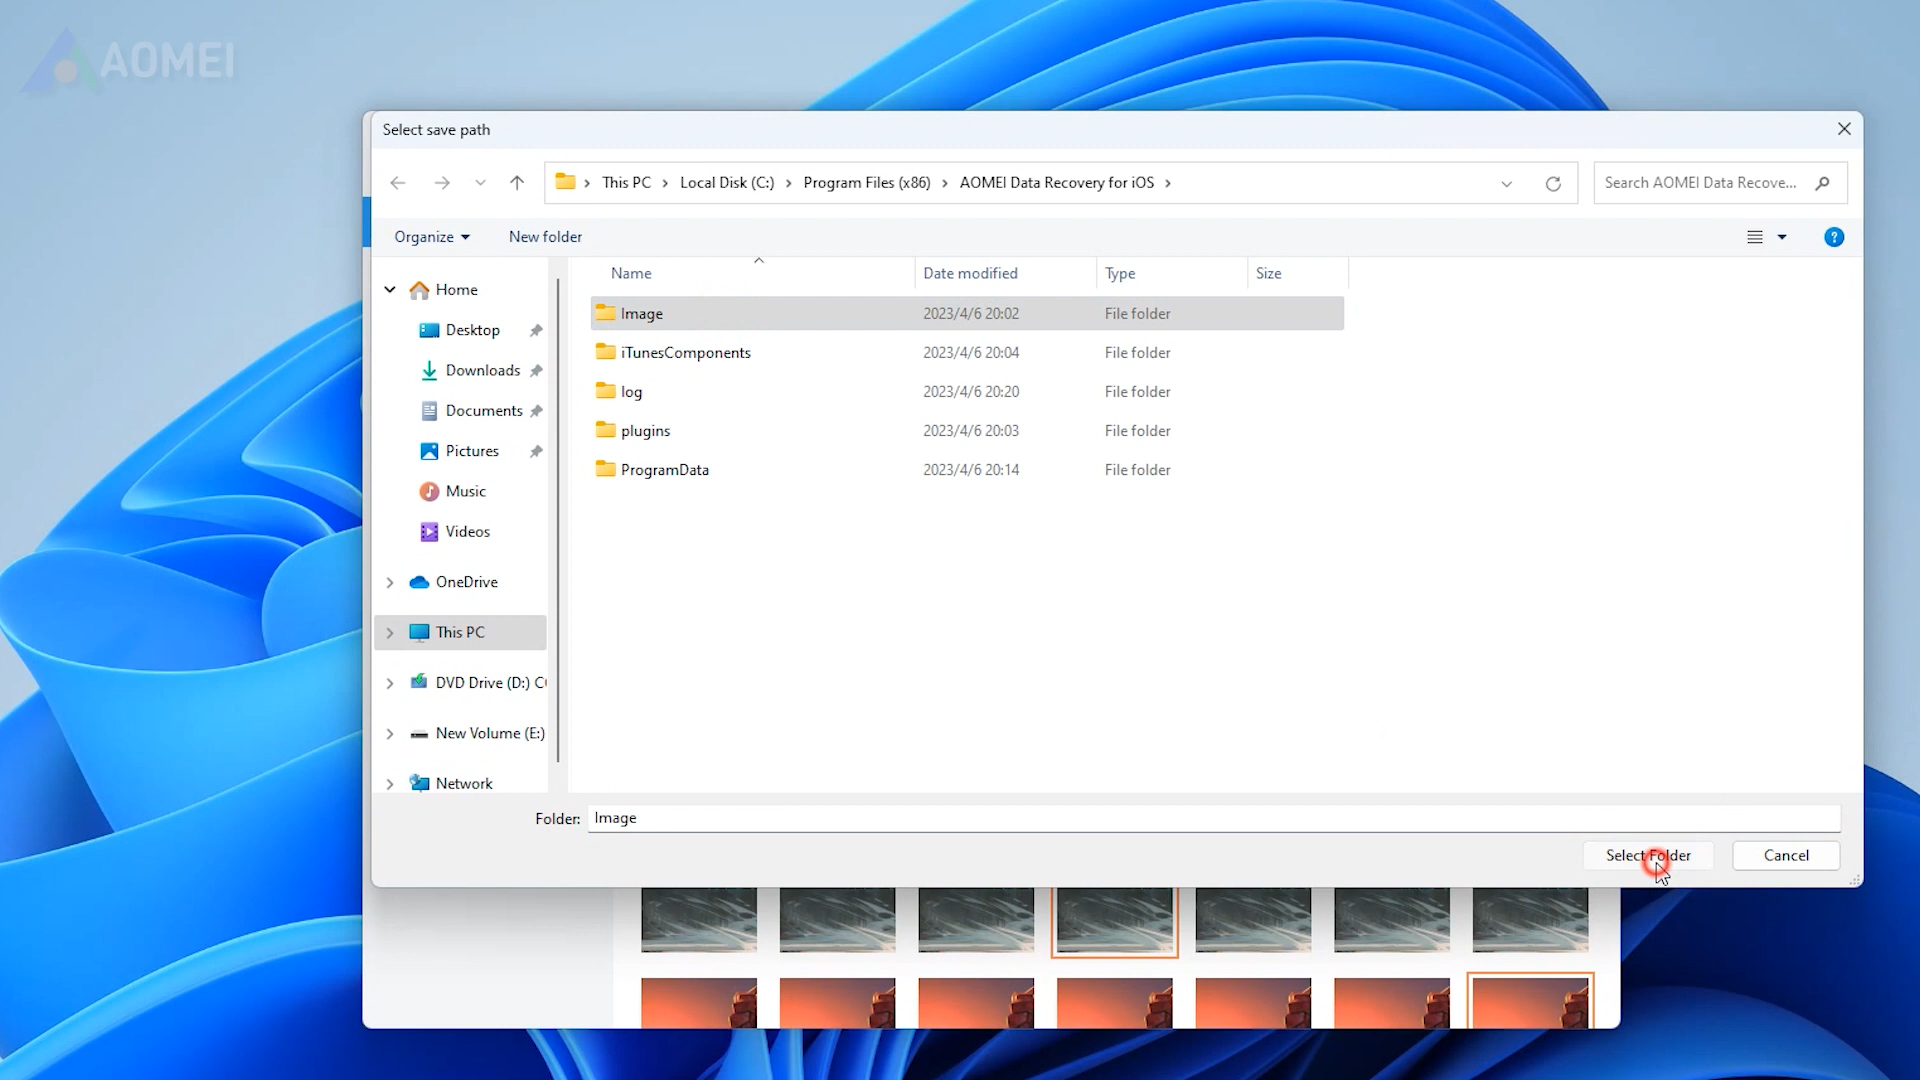 AOMEI
Select save path
This PC > Local Disk (C:) > Program Files (x86) > AOMEI Data Recovery for iOS >
Search AOMEI Data Recove...
Organize
New folder
?
Name
Date modified
Type
Size
Home
Desktop
Downloads
Documents
Pictures
Music
Videos
OneDrive
This PC
DVD Drive (D:)
New Volume (E:)
Network
Image 2023/4/6 20:02 File folder
iTunesComponents 2023/4/6 20:04 File folder
log 2023/4/6 20:20 File folder
plugins 2023/4/6 20:03 File folder
ProgramData 2023/4/6 20:14 File folder
Folder: Image
Select Folder
Cancel